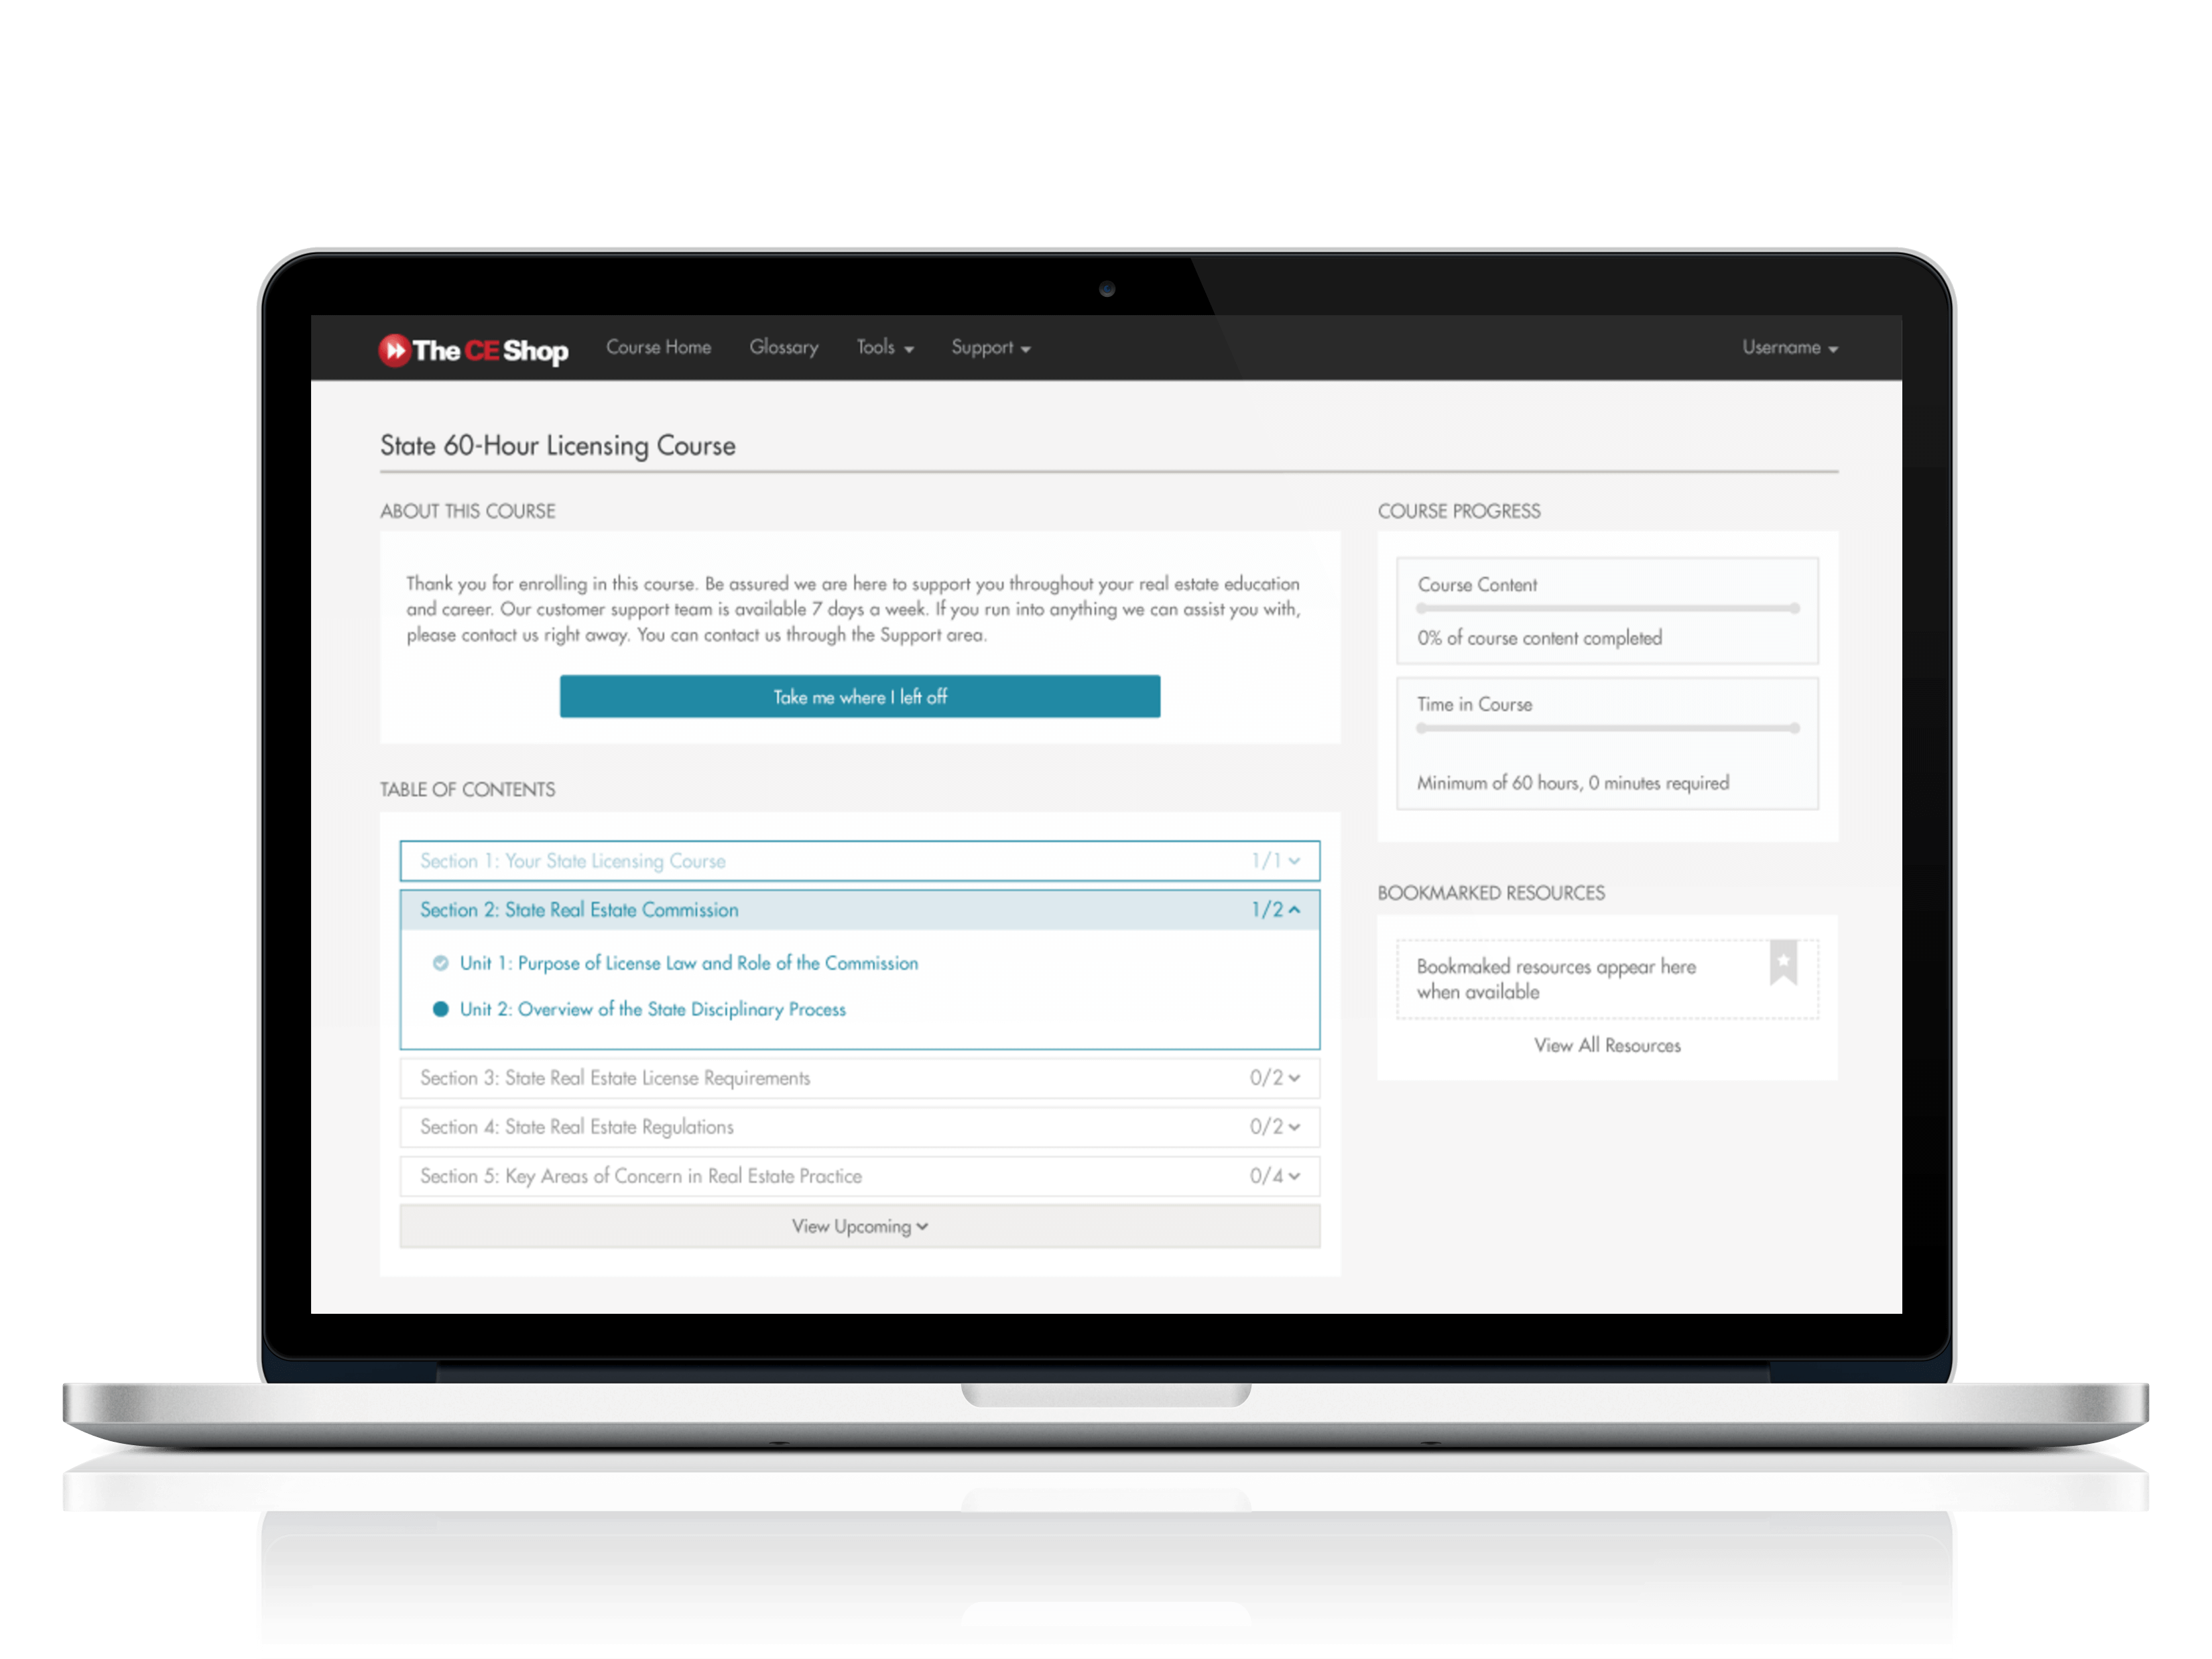 The CE Shop Course Home Glossary Tools Support Username
State 60-Hour Licensing Course
ABOUT THIS COURSE
Thank you for enrolling in this course. Be assured we are here to support you throughout your real estate education
and career. Our customer support team is available 7 days a week. If you run into anything we can assist you with,
please contact us right away. You can contact us through the Support area.
Take me where I left off
TABLE OF CONTENTS
Section 1: Your State Licensing Course 1/1
Section 2: State Real Estate Commission 1/2
Unit 1: Purpose of License Law and Role of the Commission
Unit 2: Overview of the State Disciplinary Process
Section 3: State Real Estate License Requirements 0/2
Section 4: State Real Estate Regulations 0/2
Section 5: Key Areas of Concern in Real Estate Practice 0/4
View Upcoming
COURSE PROGRESS
Course Content
0% of course content completed
Time in Course
Minimum of 60 hours, 0 minutes required
BOOKMARKED RESOURCES
Bookmaked resources appear here
when available
View All Resources